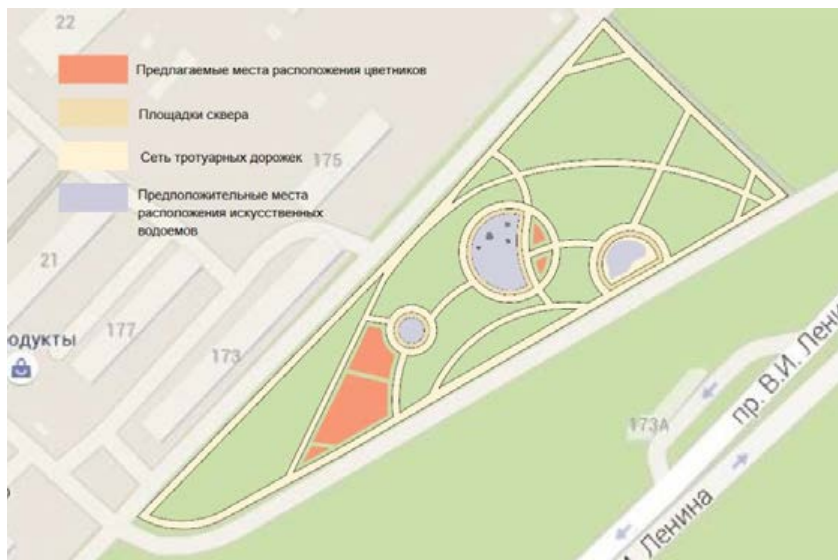 22
Предлагаемые места расположения цветников
Площадки сквера
Сеть тротуарных дорожек
175
Предположительные места
расположения искусственных
водоемов
21
одукты
177
173
173А
пр. В.И. Лени
И. Ленина